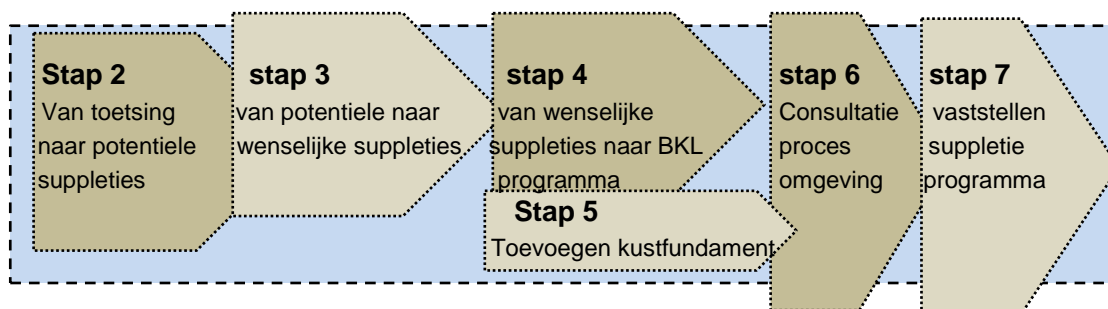 Stap 2
Van toetsing
naar potentiele
suppleties
stap 3
van potentiele naar
wenselijke suppleties
stap 4
van wenselijke
suppleties naar BKL
programma
Stap 5
Toevoegen kustfundament
stap 6
Consultatie
proces
omgeving
stap 7
vaststellen
suppletie
programma